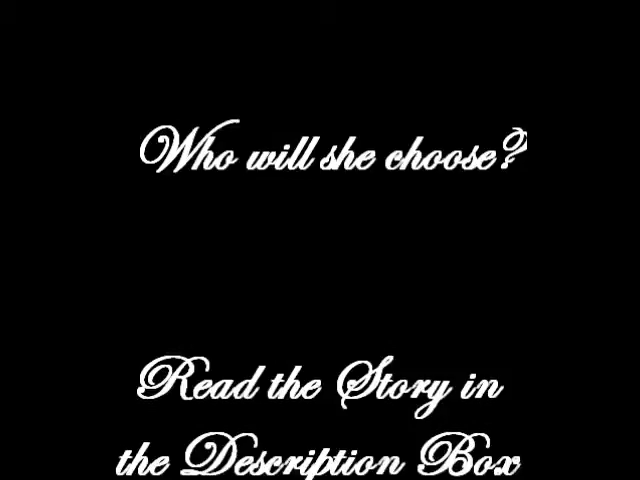 Who will she choose?
Read the Story in
the Description Box